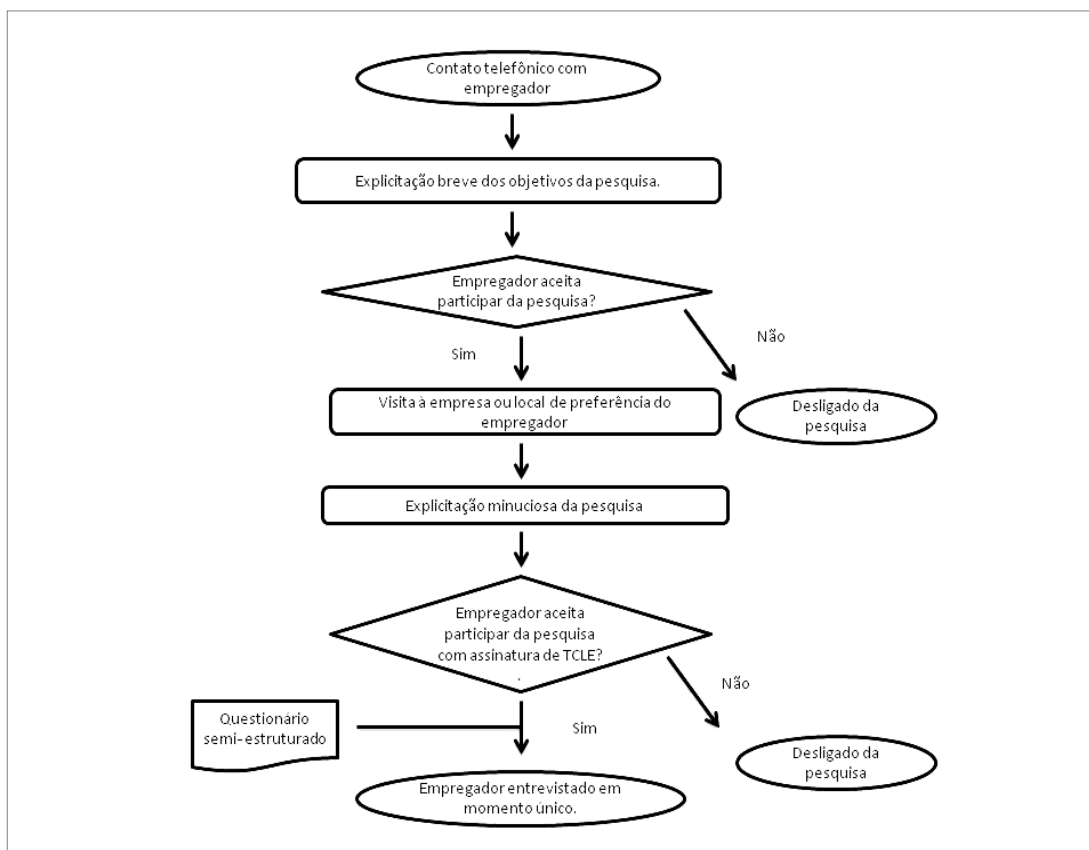 Contato telefônico com
empregador
Explicitação breve dos objetivos da pesquisa.
Empregador aceita
participar da pesquisa?
Não
Sim
Visita à empresa ou local de preferência do
empregador
Desligado da
pesquisa
Explicitação minuciosa da pesquisa
Empregador aceita
participar da pesquisa
com assinatura de TCLE?
.
Não
Questionário
semi-estruturado
Sim
Desligado da
pesquisa
Empregador entrevistado em
momento único.